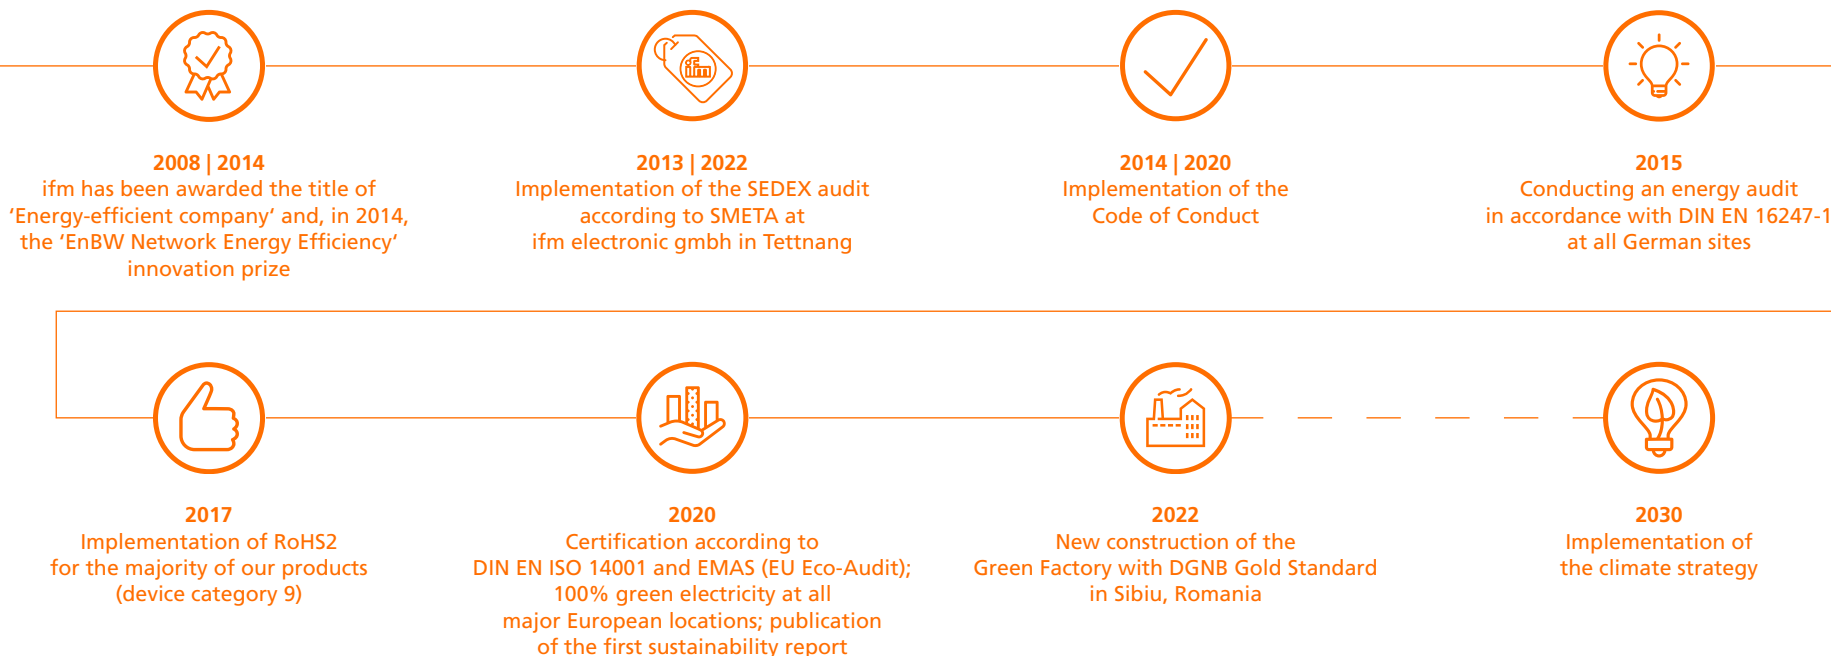 ifm
2008 | 2014
ifm has been awarded the title of
‘Energy-efficient company‘ and, in 2014,
the ‘EnBW Network Energy Efficiency‘
innovation prize
2013 | 2022
Implementation of the SEDEX audit
according to SMETA at
ifm electronic gmbh in Tettnang
2014 | 2020
Implementation of the
Code of Conduct
2015
Conducting an energy audit
in accordance with DIN EN 16247-1
at all German sites
2017
Implementation of RoHS2
for the majority of our products
(device category 9)
2020
Certification according to
DIN EN ISO 14001 and EMAS (EU Eco-Audit);
100% green electricity at all
major European locations; publication
of the first sustainability report
2022
New construction of the
Green Factory with DGNB Gold Standard
in Sibiu, Romania
2030
Implementation of
the climate strategy